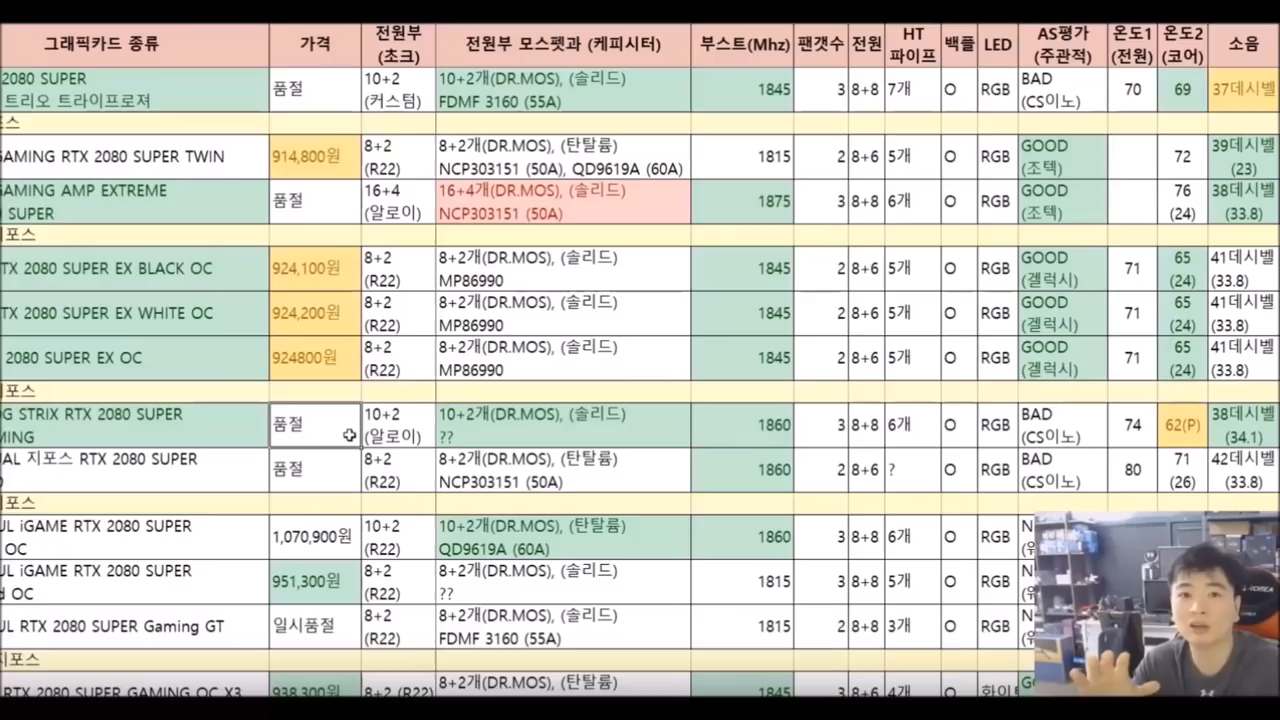 그래픽카드 종류 가격 전원부 (초크) 전원부 모스펫과 (케피시터) 부스트(Mhz) 팬갯수 전원 HT 파이프 백플 LED AS평가 (주관적) 온도1 (전원) 온도2 (코어) 소음
2080 SUPER 트리오 트라이프로져 품절 10+2 (커스텀) 10+2개(DR.MOS), (솔리드) FDMF 3160 (55A) 1845 3 8+8 7개 O RGB BAD (CS이노) 70 69 37데시벨
포스
GAMING RTX 2080 SUPER TWIN 914,800원 8+2 (R22) 8+2개(DR.MOS), (탄탈륨) NCP303151 (50A), QD9619A (60A) 1815 2 8+6 5개 O RGB GOOD (조텍) 72 39데시벨 (23)
GAMING AMP EXTREME SUPER 품절 16+4 (알로이) 16+4개(DR.MOS), (솔리드) NCP303151 (50A) 1875 3 8+8 6개 O RGB GOOD (조텍) 76 (24) 38데시벨 (33.8)
지포스
TX 2080 SUPER EX BLACK OC 924,100원 8+2 (R22) 8+2개(DR.MOS), (솔리드) MP86990 1845 2 8+6 5개 O RGB GOOD (겔럭시) 71 65 (24) 41데시벨 (33.8)
TX 2080 SUPER EX WHITE OC 924,200원 8+2 (R22) 8+2개(DR.MOS), (솔리드) MP86990 1845 2 8+6 5개 O RGB GOOD (겔럭시) 71 65 (24) 41데시벨 (33.8)
2080 SUPER EX OC 924800원 8+2 (R22) 8+2개(DR.MOS), (솔리드) MP86990 1845 2 8+6 5개 O RGB GOOD (겔럭시) 71 65 (24) 41데시벨 (33.8)
지포스
OG STRIX RTX 2080 SUPER MING 품절 10+2 (알로이) 10+2개(DR.MOS), (솔리드) ?? 1860 3 8+8 6개 O RGB BAD (CS이노) 74 62(P) 38데시벨 (34.1)
UAL 지포스 RTX 2080 SUPER 품절 8+2 (R22) 8+2개(DR.MOS), (탄탈륨) NCP303151 (50A) 1860 2 8+6 ? O RGB BAD (CS이노) 80 71 (26) 42데시벨 (33.8)
지포스
UL iGAME RTX 2080 SUPER OC 1,070,900원 10+2 (R22) 10+2개(DR.MOS), (탄탈륨) QD9619A (60A) 1860 3 8+8 6개 O RGB N
UL iGAME RTX 2080 SUPER d OC 951,300원 8+2 (R22) 8+2개(DR.MOS), (솔리드) ?? 1815 3 8+8 5개 O RGB N
UL RTX 2080 SUPER Gaming GT 일시품절 8+2 (R22) 8+2개(DR.MOS), (솔리드) FDMF 3160 (55A) 1815 2 8+8 3개 O RGB N
지포스
RTX 2080 SUPER GAMING OC X3 938,300원 8+2 (R22) 8+2개(DR.MOS), (탄탈륨) 1845 3 8+6 4개 O 화이트